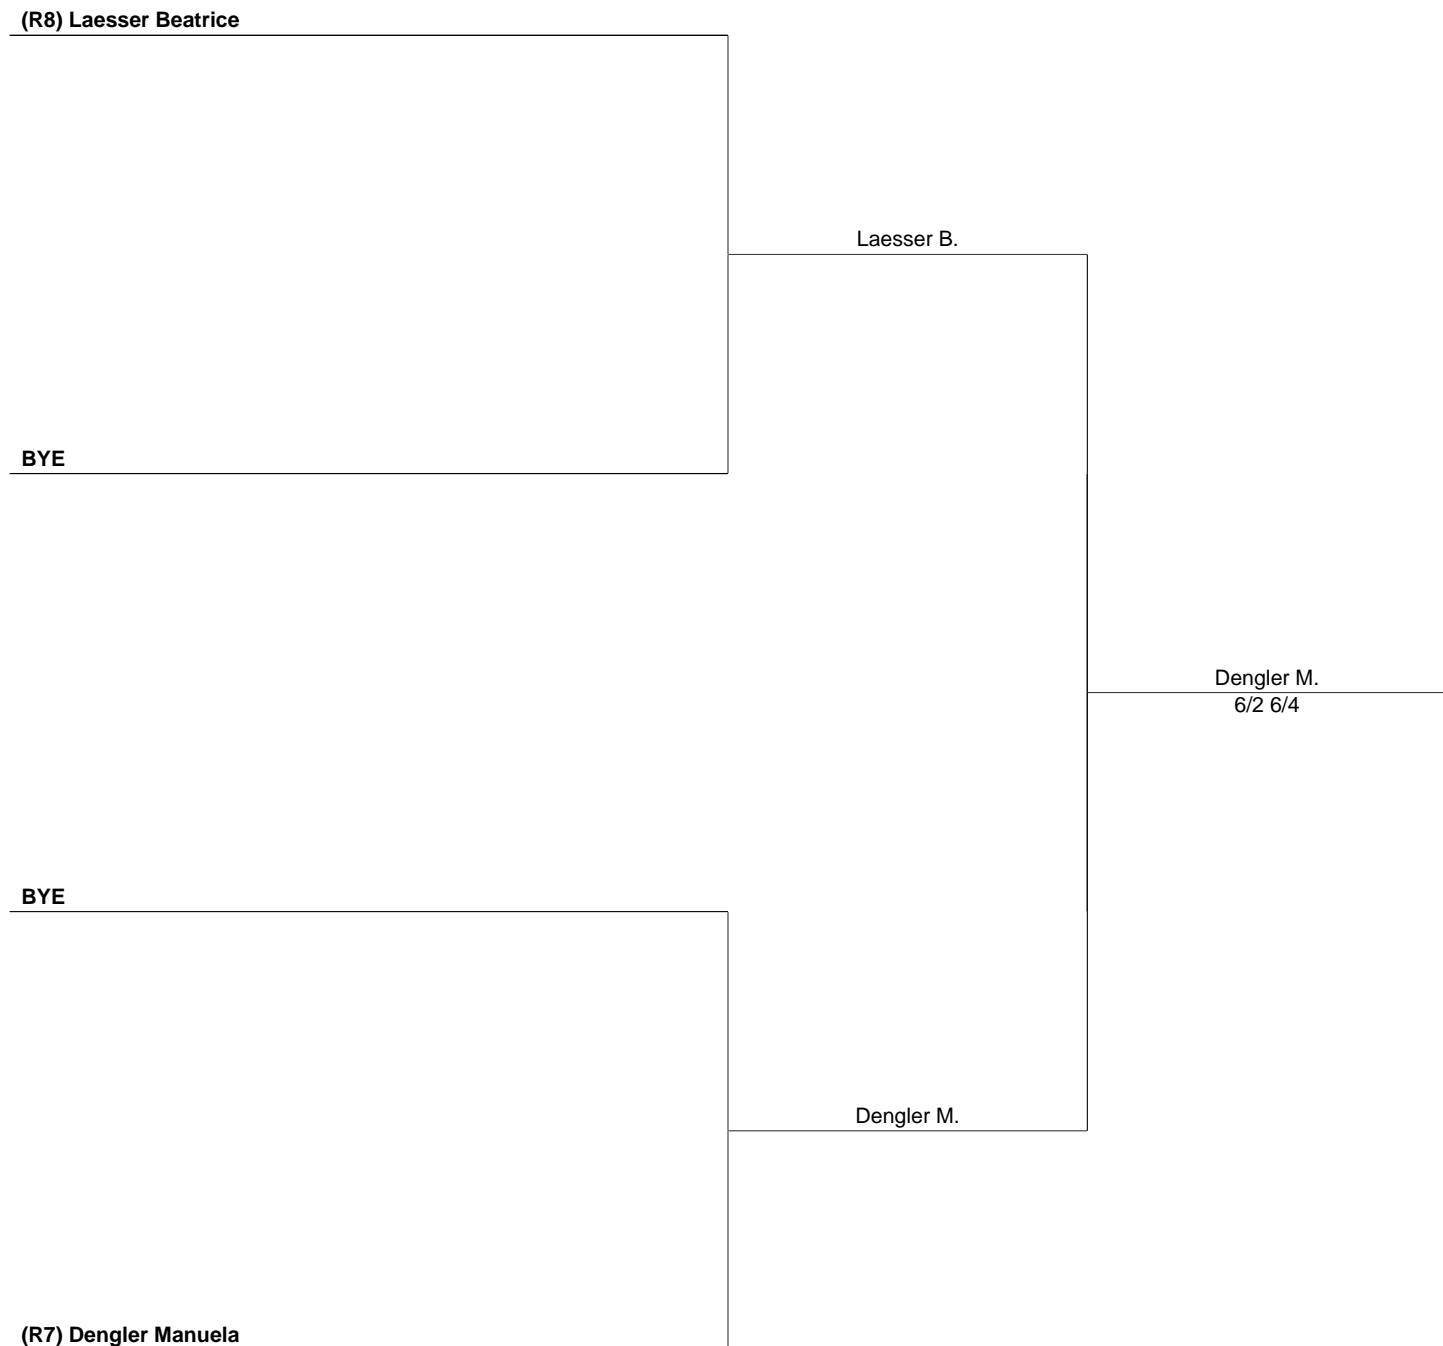 (R8) Laesser Beatrice
Laesser B.
BYE
Dengler M.
6/2 6/4
BYE
Dengler M.
(R7) Dengler Manuela